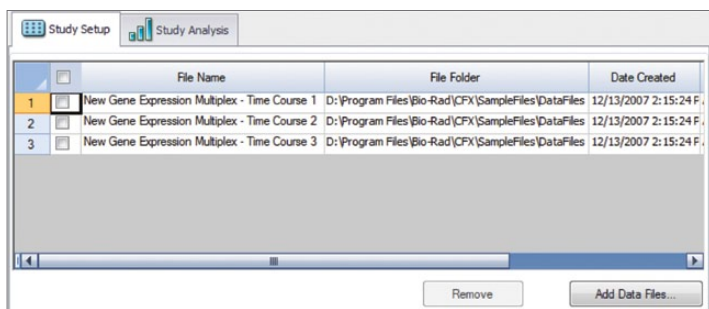 Study Setup Study Analysis
File Name File Folder Date Created
1 New Gene Expression Multiplex - Time Course 1 D:\Program Files\Bio-Rad\CFX\SampleFiles\DataFiles 12/13/2007 2:15:24 P
2 New Gene Expression Multiplex - Time Course 2 D:\Program Files\Bio-Rad\CFX\SampleFiles\DataFiles 12/13/2007 2:15:24 P
3 New Gene Expression Multiplex - Time Course 3 D:\Program Files\Bio-Rad\CFX\SampleFiles\DataFiles 12/13/2007 2:15:24 P
Remove Add Data Files...